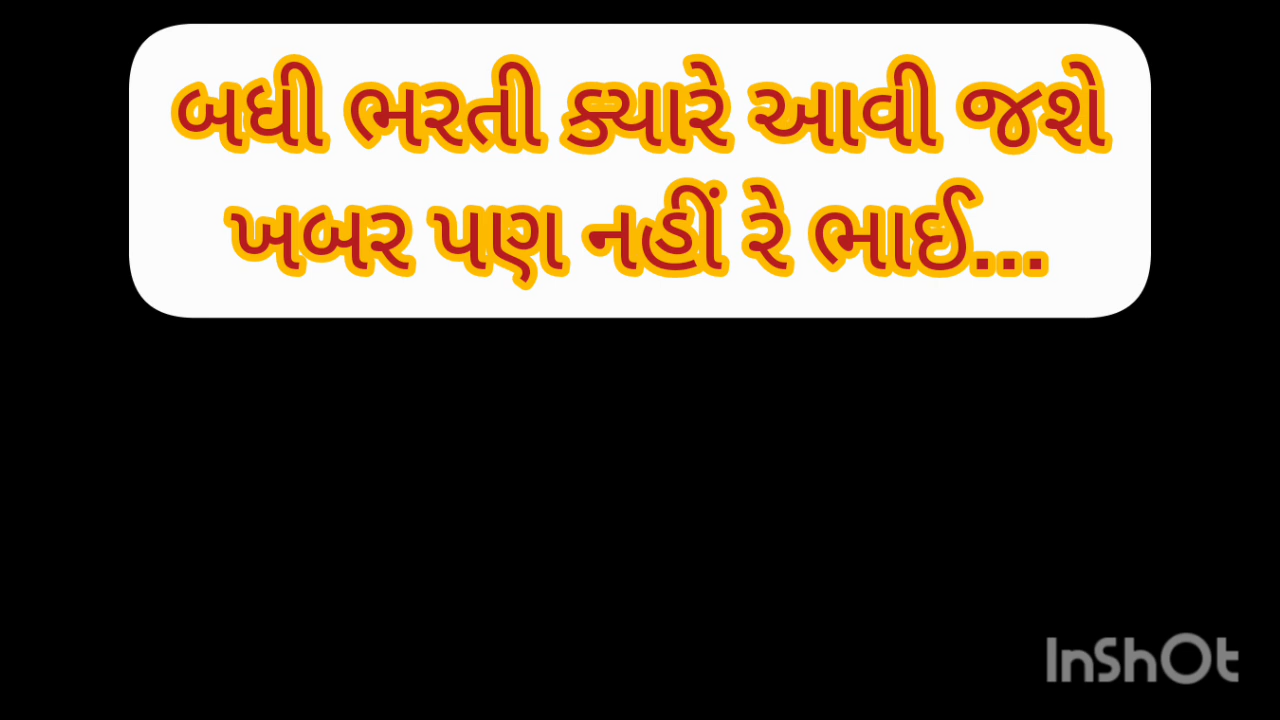 બધી ભરતી ક્યારે આવી જશે
ખબર પણ નહીં રે ભાઈ...
InShOt